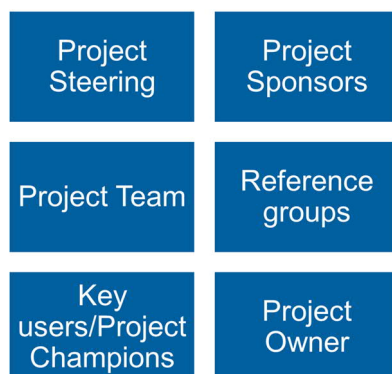 Project
Steering
Project
Sponsors
Project Team
Reference
groups
Key
users/Project
Champions
Project
Owner